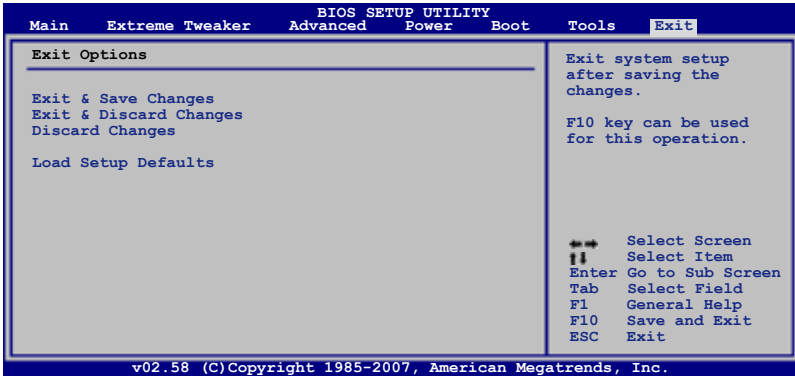 BIOS SETUP UTILITY
Main Extreme Tweaker Advanced Power Boot Tools Exit
Exit Options
Exit & Save Changes
Exit & Discard Changes
Discard Changes
Load Setup Defaults
Exit system setup
after saving the
changes.
F10 key can be used
for this operation.
←→ Select Screen
↑↓ Select Item
Enter Go to Sub Screen
Tab Select Field
F1 General Help
F10 Save and Exit
ESC Exit
v02.58 (C)Copyright 1985-2007, American Megatrends, Inc.